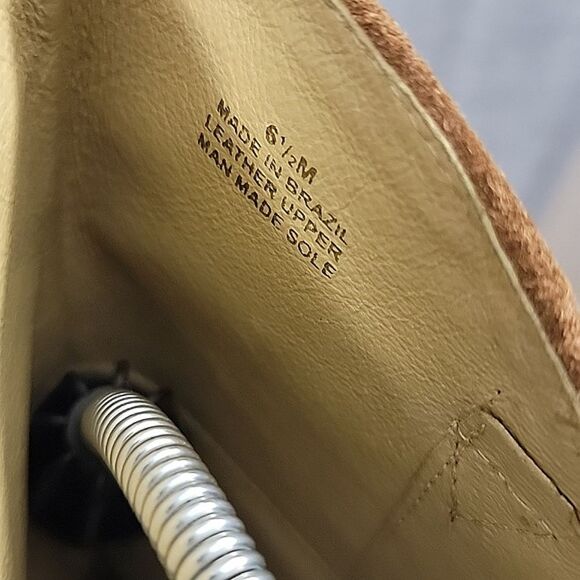 6½M
MADE IN BRAZIL
LEATHER UPPER
MAN MADE SOLE